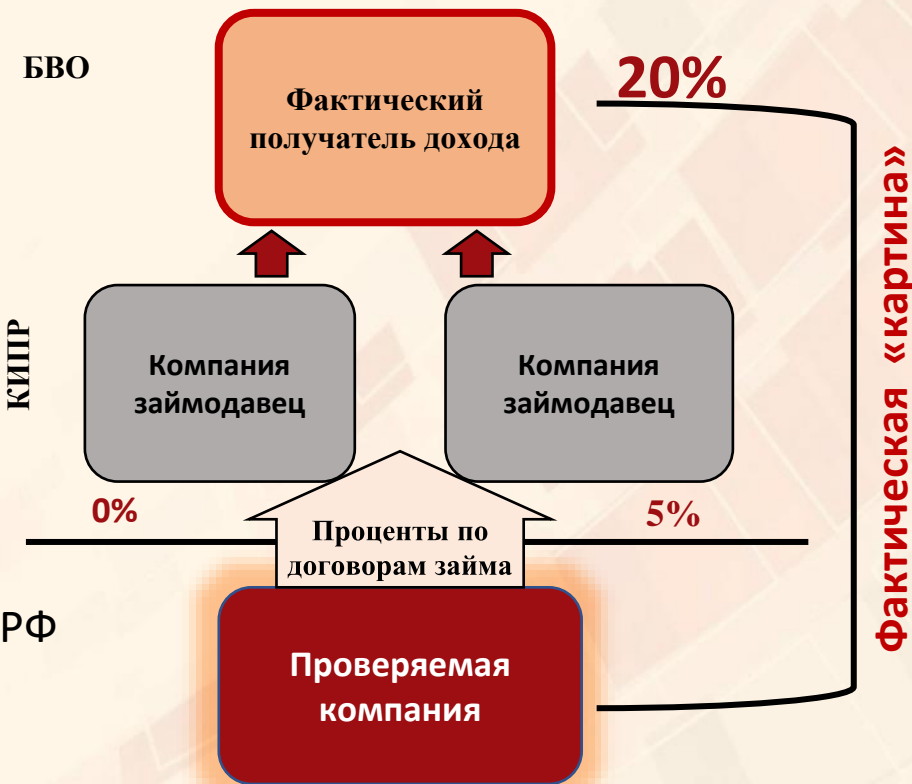 БВО
Фактический
получатель дохода
20%
КИПР
Компания
займодавец
Компания
займодавец
0%
5%
Проценты по
договорам займа
РФ
Проверяемая
компания
Фактическая «картина»